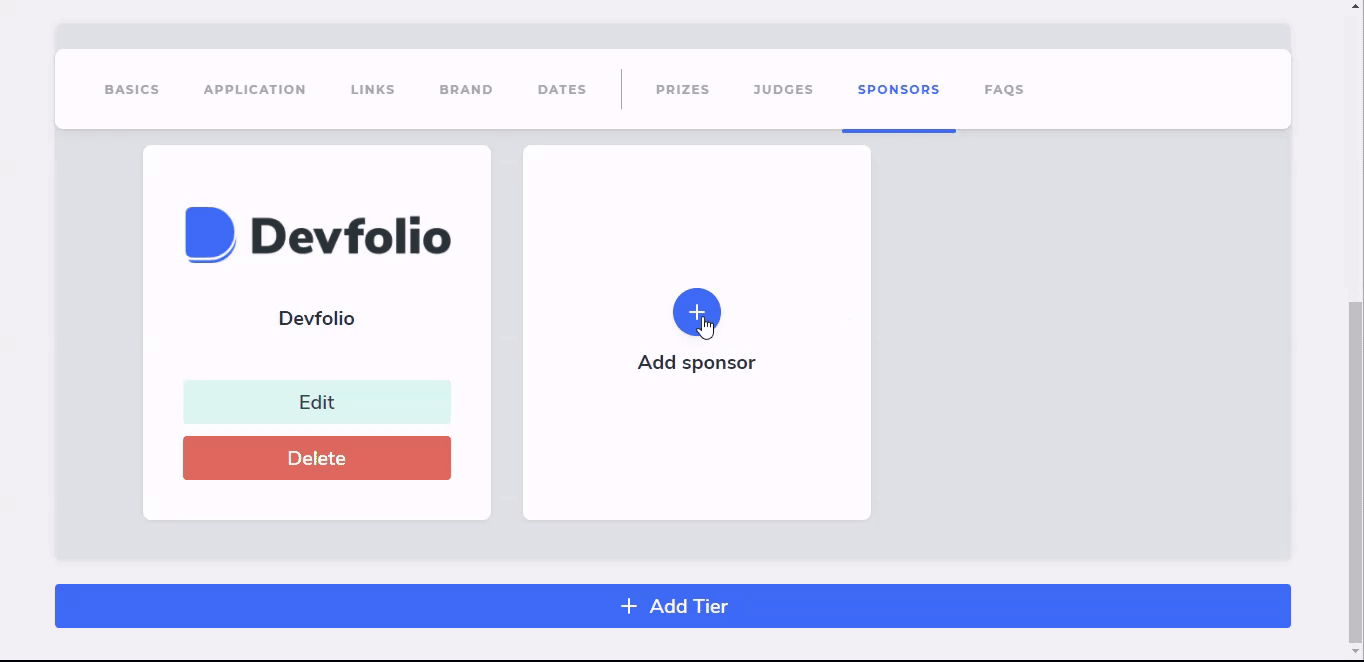 BASICS APPLICATION LINKS BRAND DATES PRIZES JUDGES SPONSORS FAQS
Devfolio
Devfolio
Edit
Delete
Add sponsor
+ Add Tier